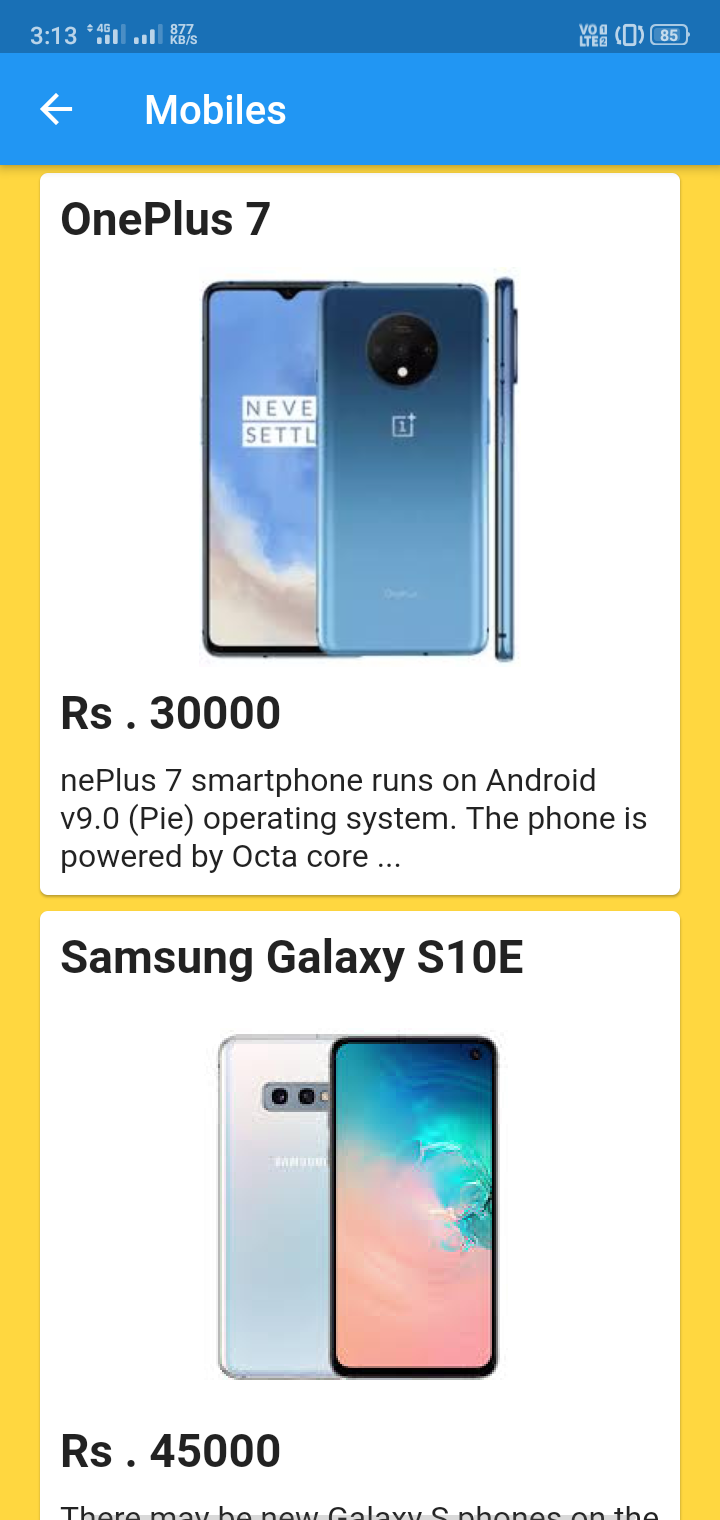 3:13 4G 877 KB/S VO LTE 85
Mobiles
OnePlus 7
NEVE
SETTL
Rs . 30000
nePlus 7 smartphone runs on Android
v9.0 (Pie) operating system. The phone is
powered by Octa core ...
Samsung Galaxy S10E
SAMSUNG
Rs . 45000
There may be new Galaxy S phones on the